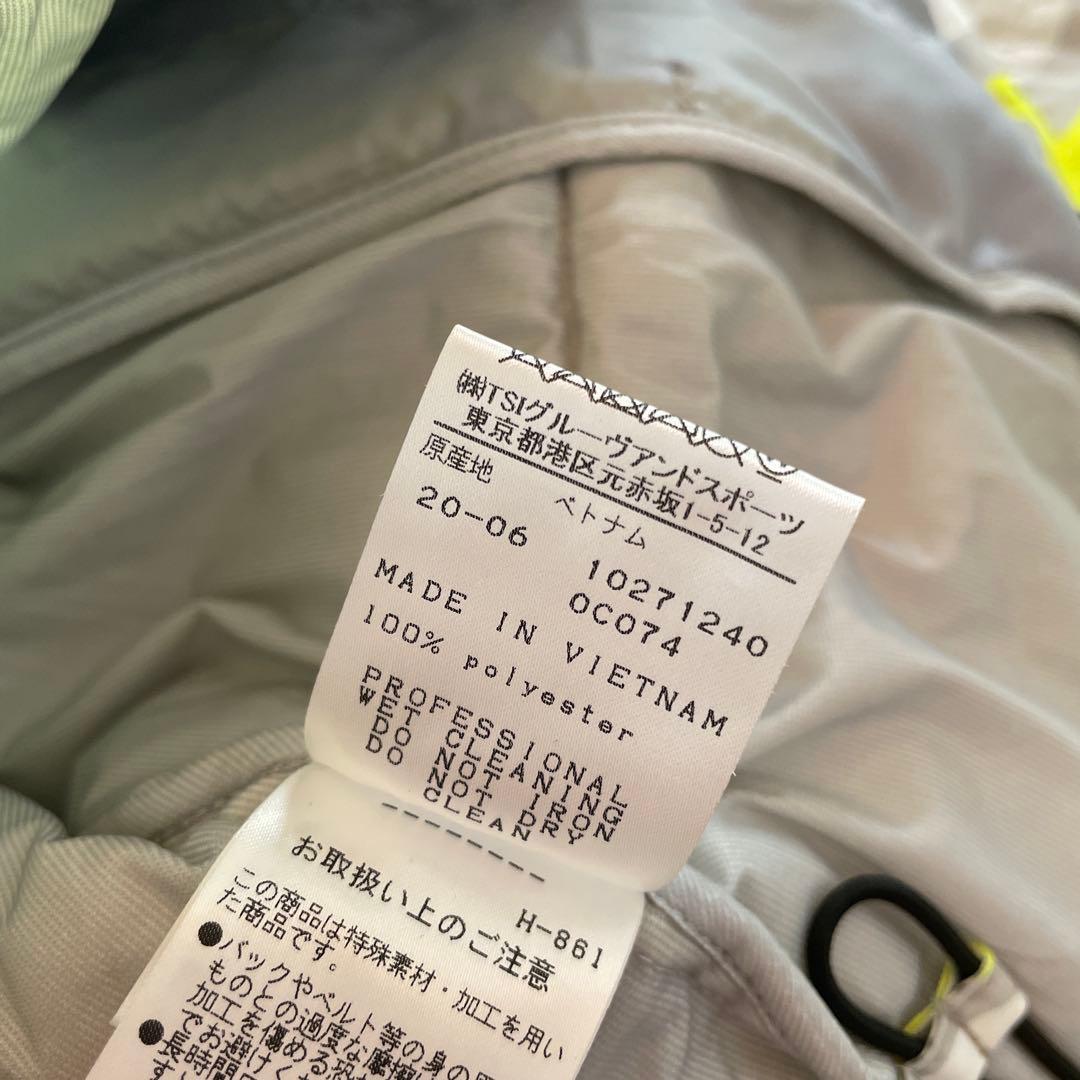 ㈱TSIグルーヴアンドスポーツ
東京都港区元赤坂1-5-12
原産地 ベトナム
20-06 10271240
0C074
MADE IN VIETNAM
100% polyester
PROFESSIONAL
WET CLEANING
DO NOT IRON
DO NOT DRY
CLEAN
H-861
お取扱い上のご注意
この商品は特殊素材・加工を用い
た商品です。
●バックやベルト等の身の
ものとの過度な摩擦
加工を傷める恐
でお避けく
●長時間